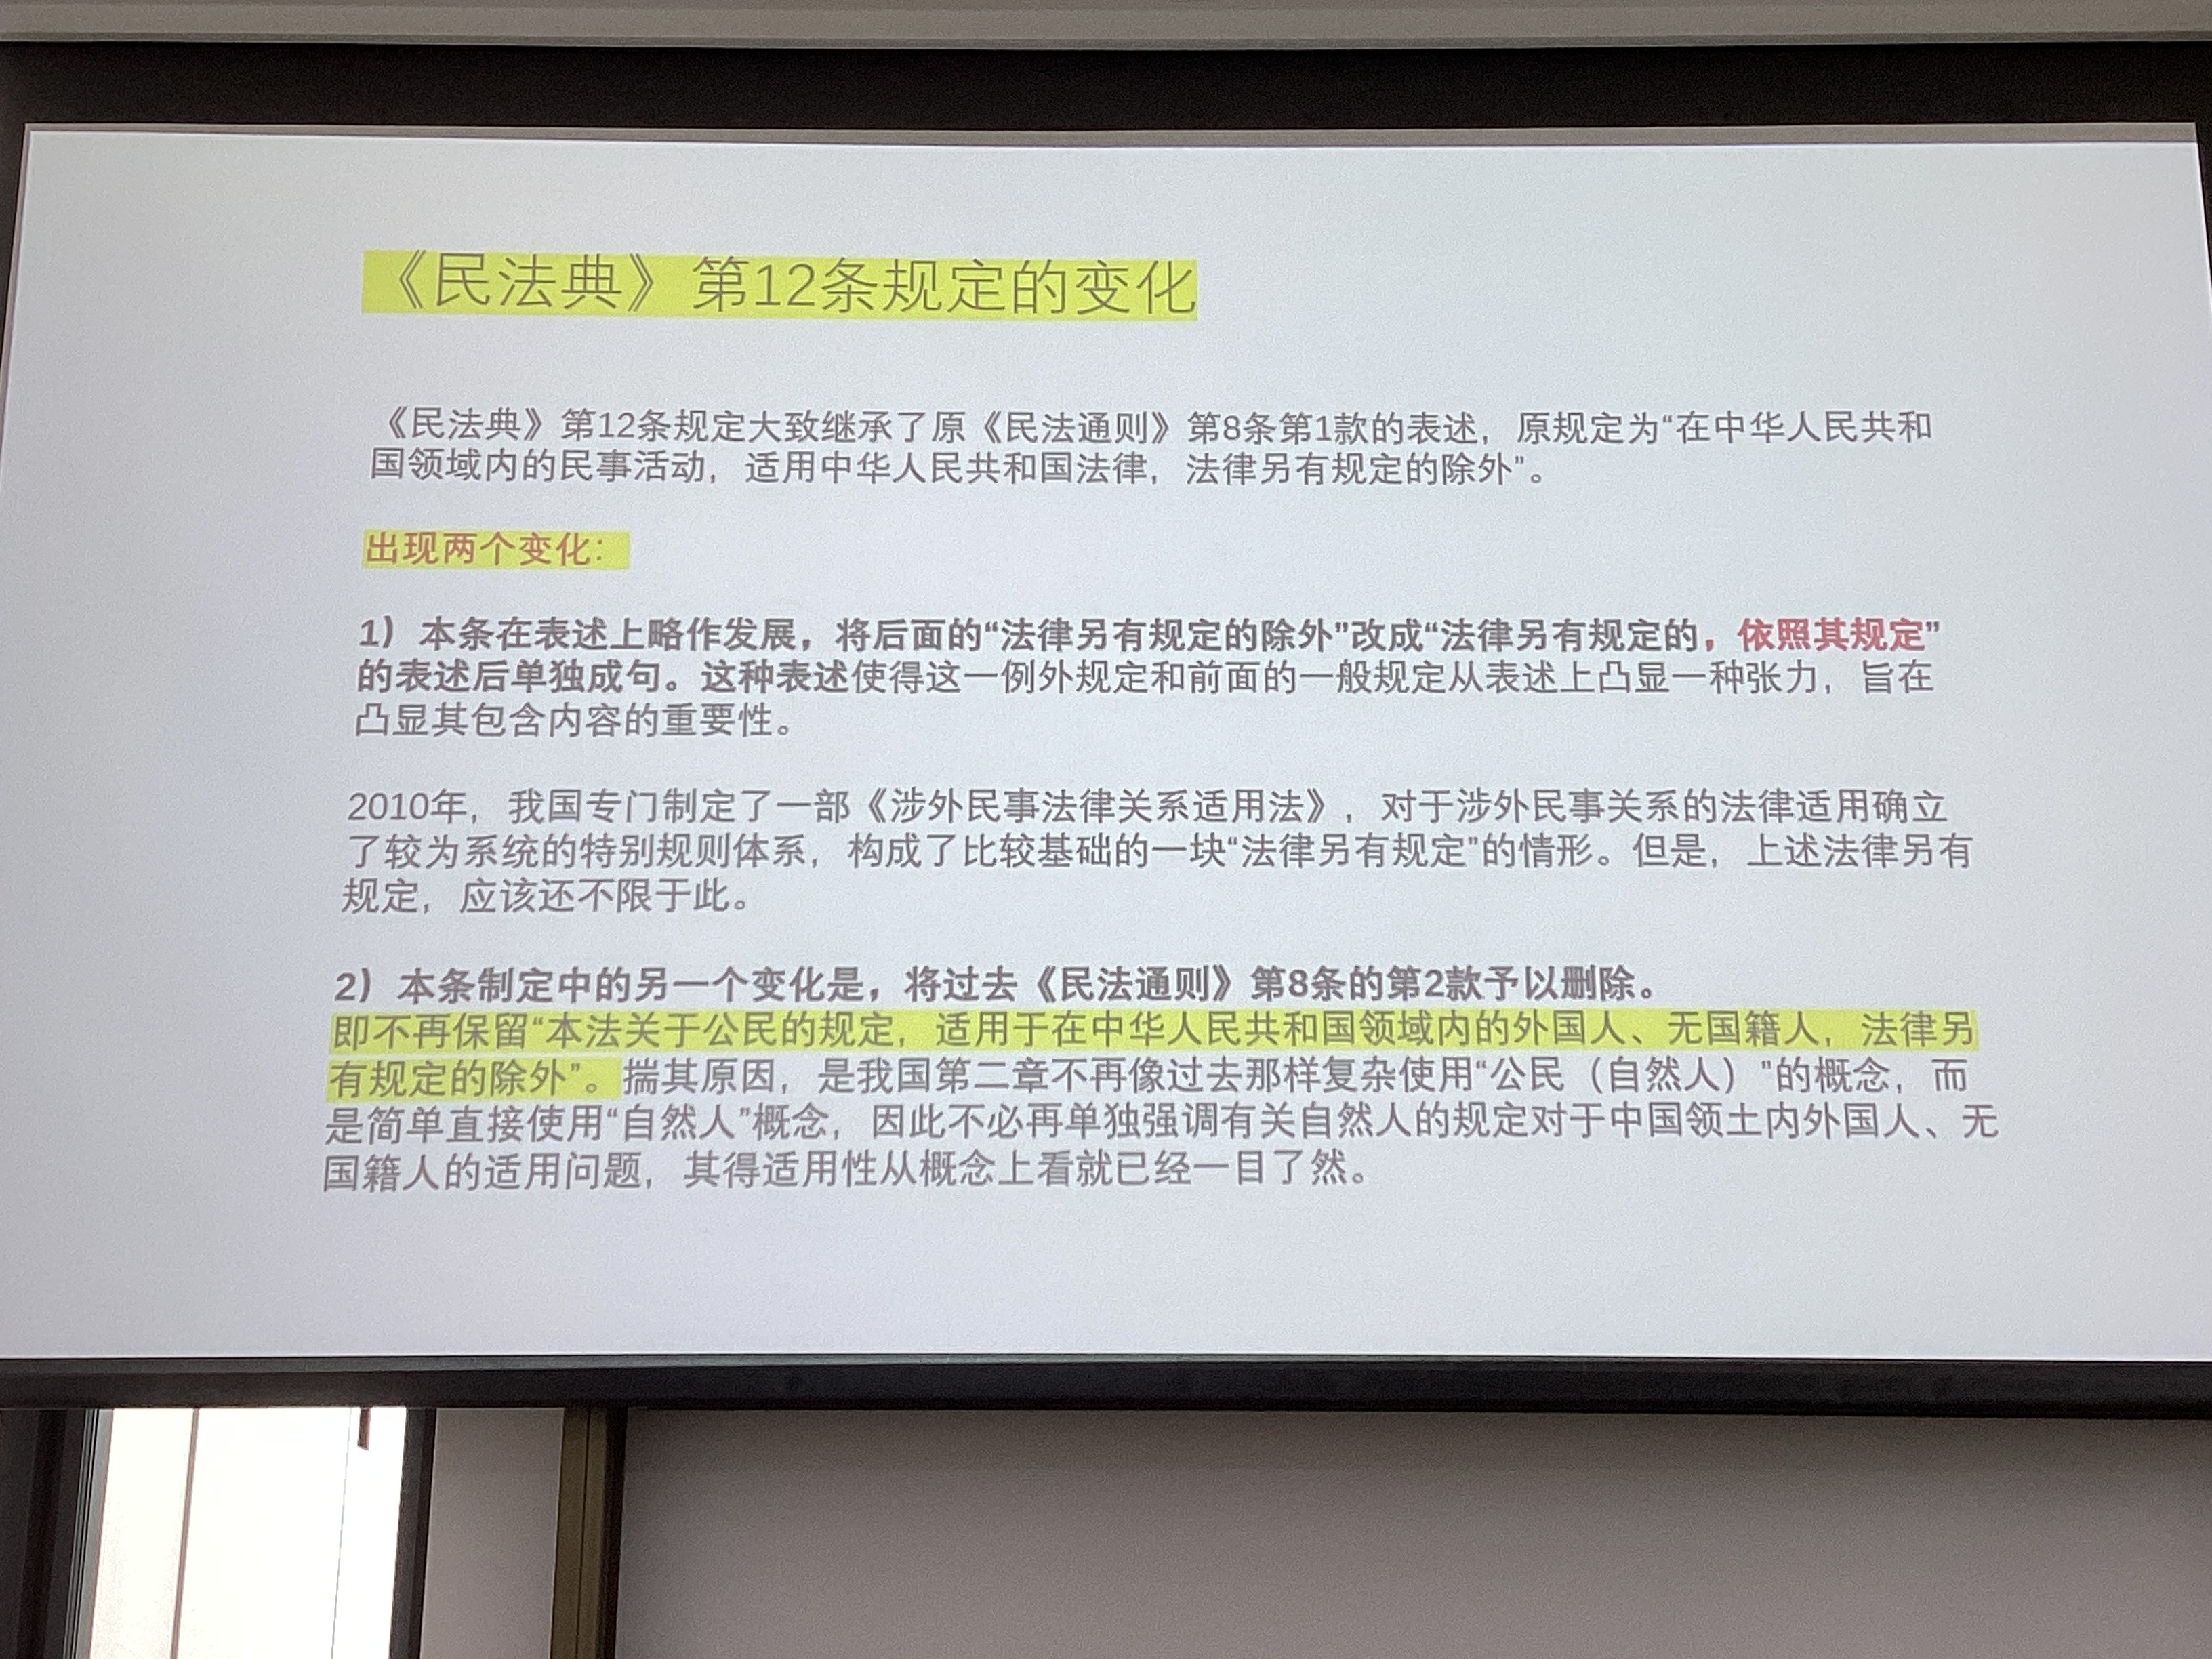 《民法典》第12条规定的变化
《民法典》第12条规定大致继承了原《民法通则》第8条第1款的表述，原规定为“在中华人民共和
国领域内的民事活动，适用中华人民共和国法律，法律另有规定的除外”。
出现两个变化：
1）本条在表述上略作发展，将后面的“法律另有规定的除外”改成“法律另有规定的，依照其规定”
的表述后单独成句。这种表述使得这一例外规定和前面的一般规定从表述上凸显一种张力，旨在
凸显其包含内容的重要性。
2010年，我国专门制定了一部《涉外民事法律关系适用法》，对于涉外民事关系的法律适用确立
了较为系统的特别规则体系，构成了比较基础的一块“法律另有规定”的情形。但是，上述法律另有
规定，应该还不限于此。
2）本条制定中的另一个变化是，将过去《民法通则》第8条的第2款予以删除。
即不再保留“本法关于公民的规定，适用于在中华人民共和国领域内的外国人、无国籍人，法律另
有规定的除外”。揣其原因，是我国第二章不再像过去那样复杂使用“公民（自然人）”的概念，而
是简单直接使用“自然人”概念，因此不必再单独强调有关自然人的规定对于中国领土内外国人、无
国籍人的适用问题，其得适用性从概念上看就已经一目了然。